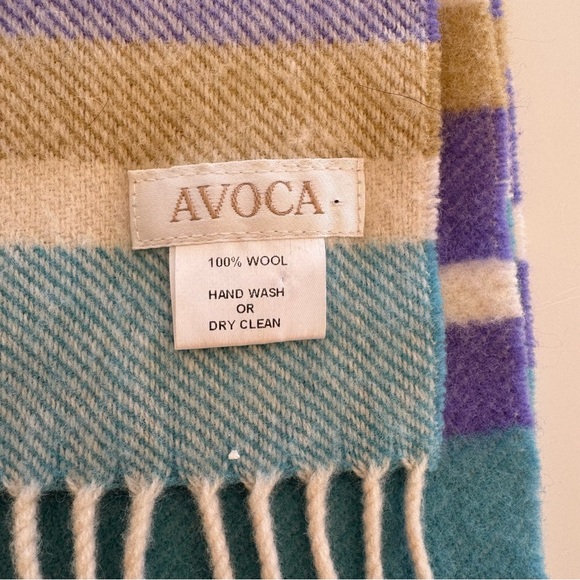 AVOCA
100% WOOL
HAND WASH
OR
DRY CLEAN